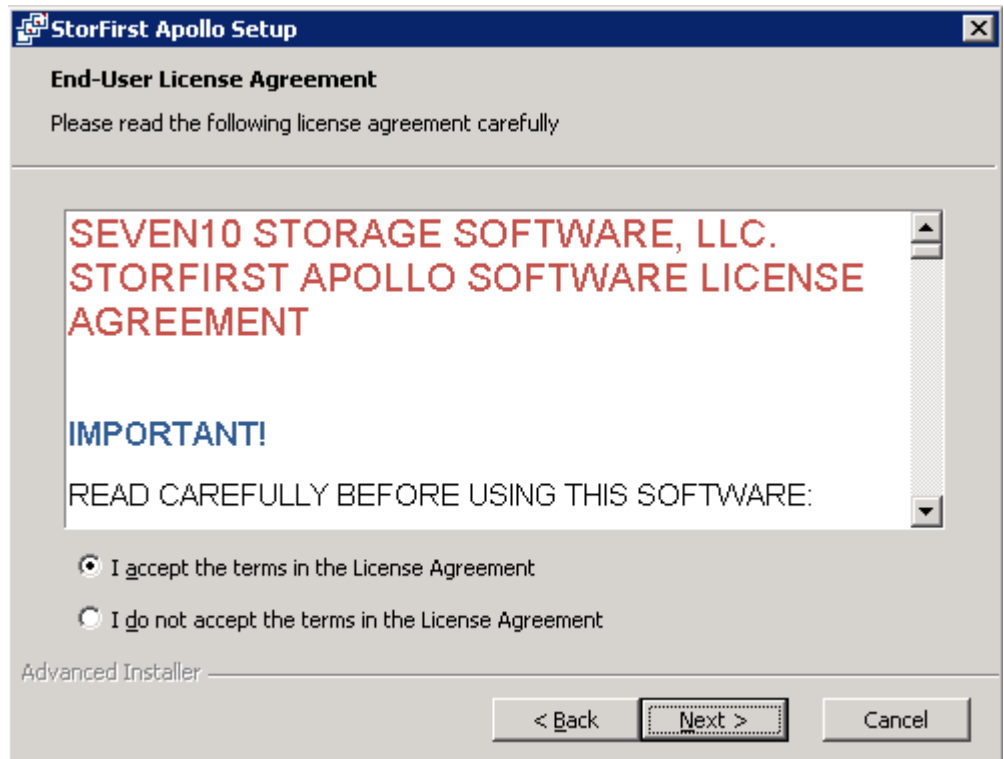 StorFirst Apollo Setup
End-User License Agreement
Please read the following license agreement carefully
SEVEN10 STORAGE SOFTWARE, LLC.
STORFIRST APOLLO SOFTWARE LICENSE
AGREEMENT
IMPORTANT!
READ CAREFULLY BEFORE USING THIS SOFTWARE:
I accept the terms in the License Agreement
I do not accept the terms in the License Agreement
Advanced Installer
< Back Next > Cancel